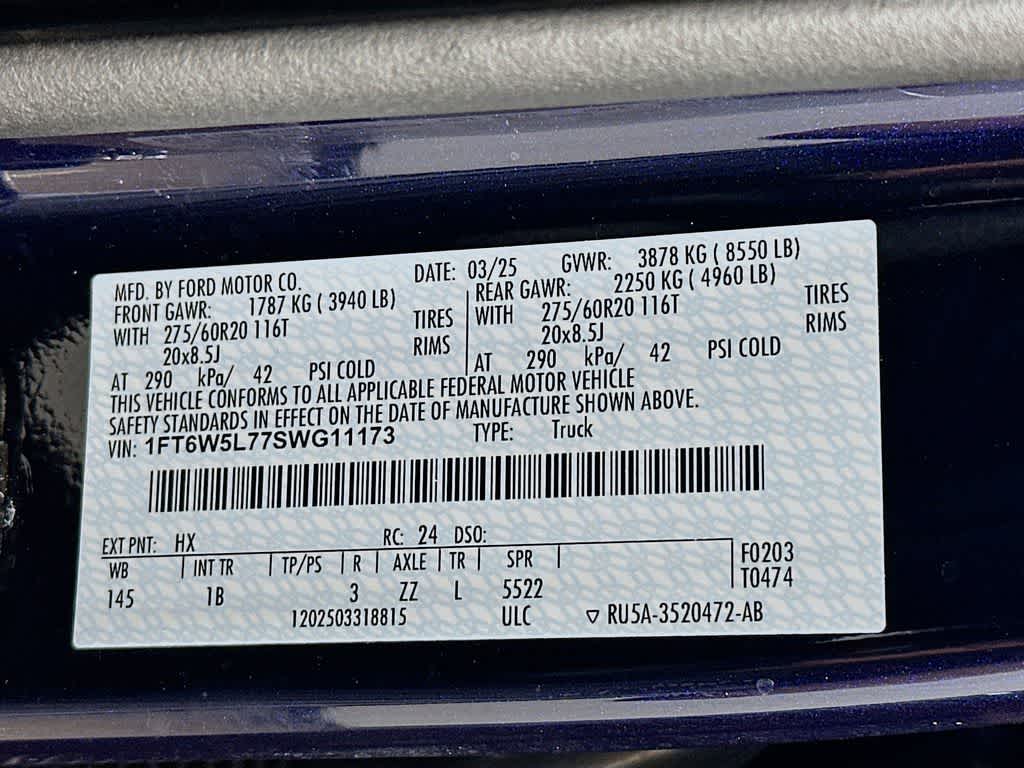 MFD. BY FORD MOTOR CO. DATE: 03/25 GVWR: 3878 KG ( 8550 LB)
FRONT GAWR: 1787 KG ( 3940 LB) REAR GAWR: 2250 KG ( 4960 LB)
WITH 275/60R20 116T TIRES WITH 275/60R20 116T TIRES
20x8.5J RIMS 20x8.5J RIMS
AT 290 kPa/ 42 PSI COLD AT 290 kPa/ 42 PSI COLD
THIS VEHICLE CONFORMS TO ALL APPLICABLE FEDERAL MOTOR VEHICLE
SAFETY STANDARDS IN EFFECT ON THE DATE OF MANUFACTURE SHOWN ABOVE.
VIN: 1FT6W5L77SWG11173 TYPE: Truck
EXT PNT: HX RC: 24 DSO:
WB INT TR TP/PS R AXLE TR SPR F0203
145 1B 3 ZZ L 5522 T0474
1202503318815 ULC ▽ RU5A-3520472-AB